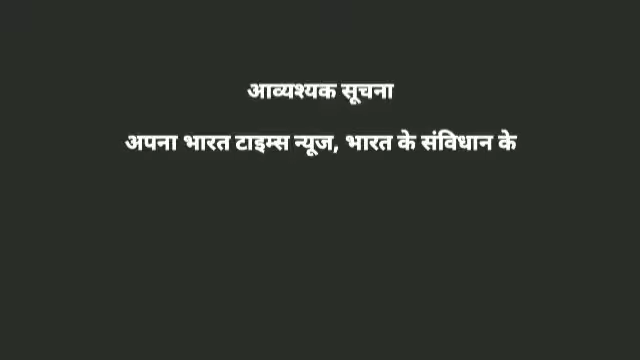 आव्यश्यक सूचना
अपना भारत टाइम्स न्यूज, भारत के संविधान के